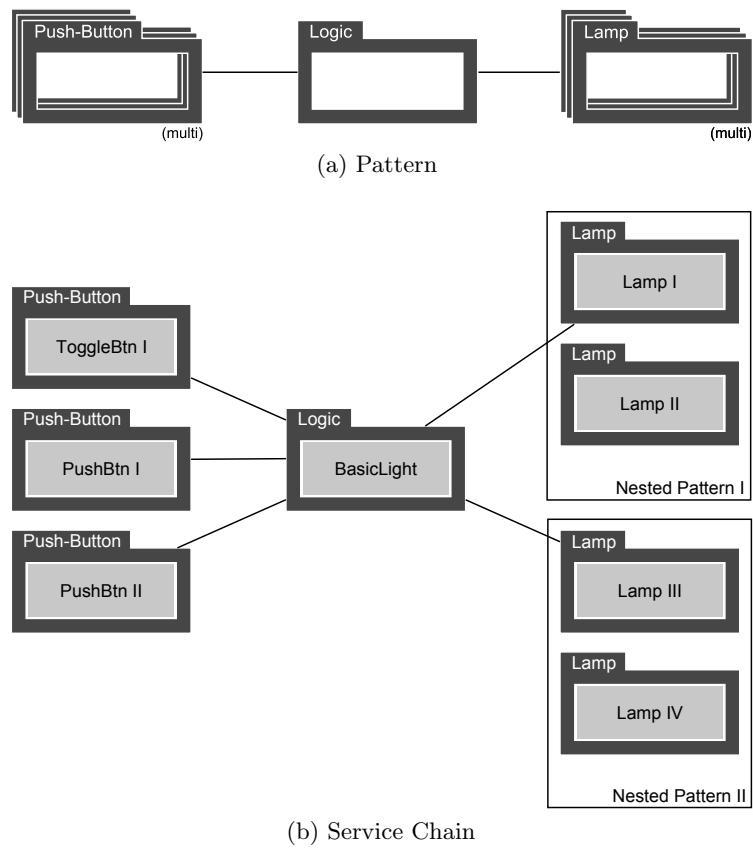 Push-Button
Logic
Lamp
(multi)
(multi)
(a) Pattern
Lamp
Lamp I
Push-Button
ToggleBtn I
Lamp
Lamp II
Push-Button
PushBtn I
Logic
BasicLight
Nested Pattern I
Push-Button
PushBtn II
Lamp
Lamp III
Lamp
Lamp IV
Nested Pattern II
(b) Service Chain